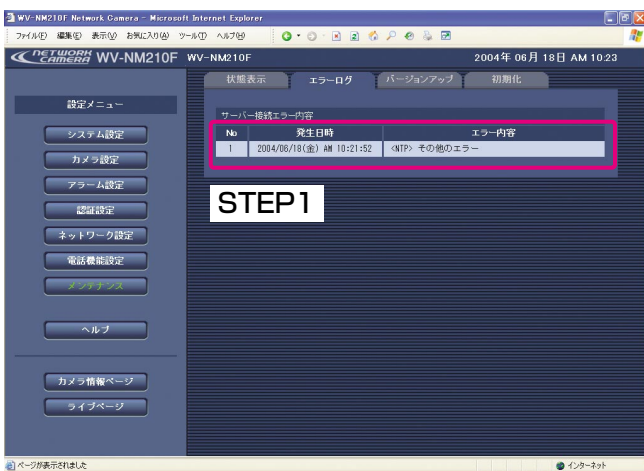 WV-NM210F Network Camera - Microsoft Internet Explorer
ファイル(F) 編集(E) 表示(V) お気に入り(A) ツール(T) ヘルプ(H)
NETWORK CAMERA WV-NM210F WV-NM210F 2004年 06月 18日 AM 10:23
状態表示 エラーログ バージョンアップ 初期化
設定メニュー
システム設定
カメラ設定
アラーム設定
認証設定
ネットワーク設定
電話機能設定
メンテナンス
ヘルプ
カメラ情報ページ
ライブページ
サーバー接続エラー内容
No 発生日時 エラー内容
1 2004/06/18(金) AM 10:21:52 <NTP> その他のエラー
STEP1
ページが表示されました インターネット